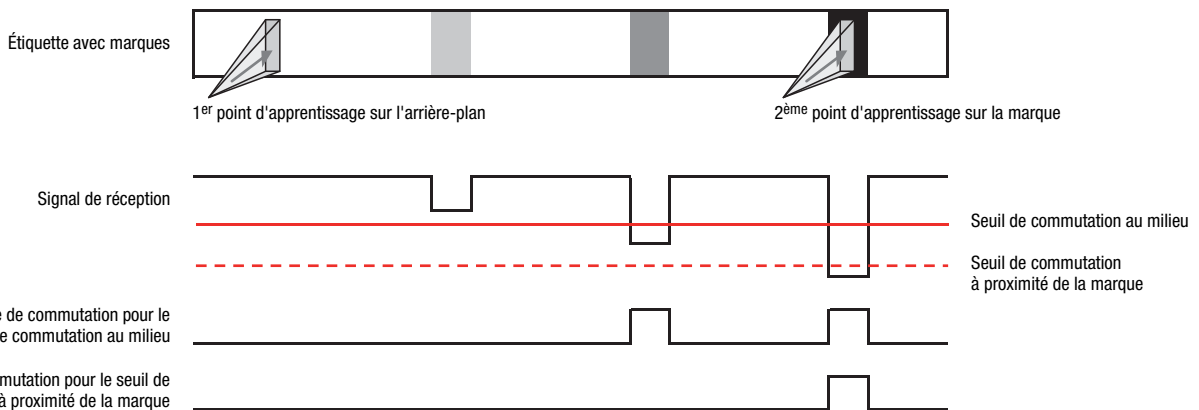 Étiquette avec marques
1er point d'apprentissage sur l'arrière-plan
2ème point d'apprentissage sur la marque
Signal de réception
Seuil de commutation au milieu
Seuil de commutation
à proximité de la marque
de commutation pour le
commutation au milieu
pour le seuil de
à proximité de la marque